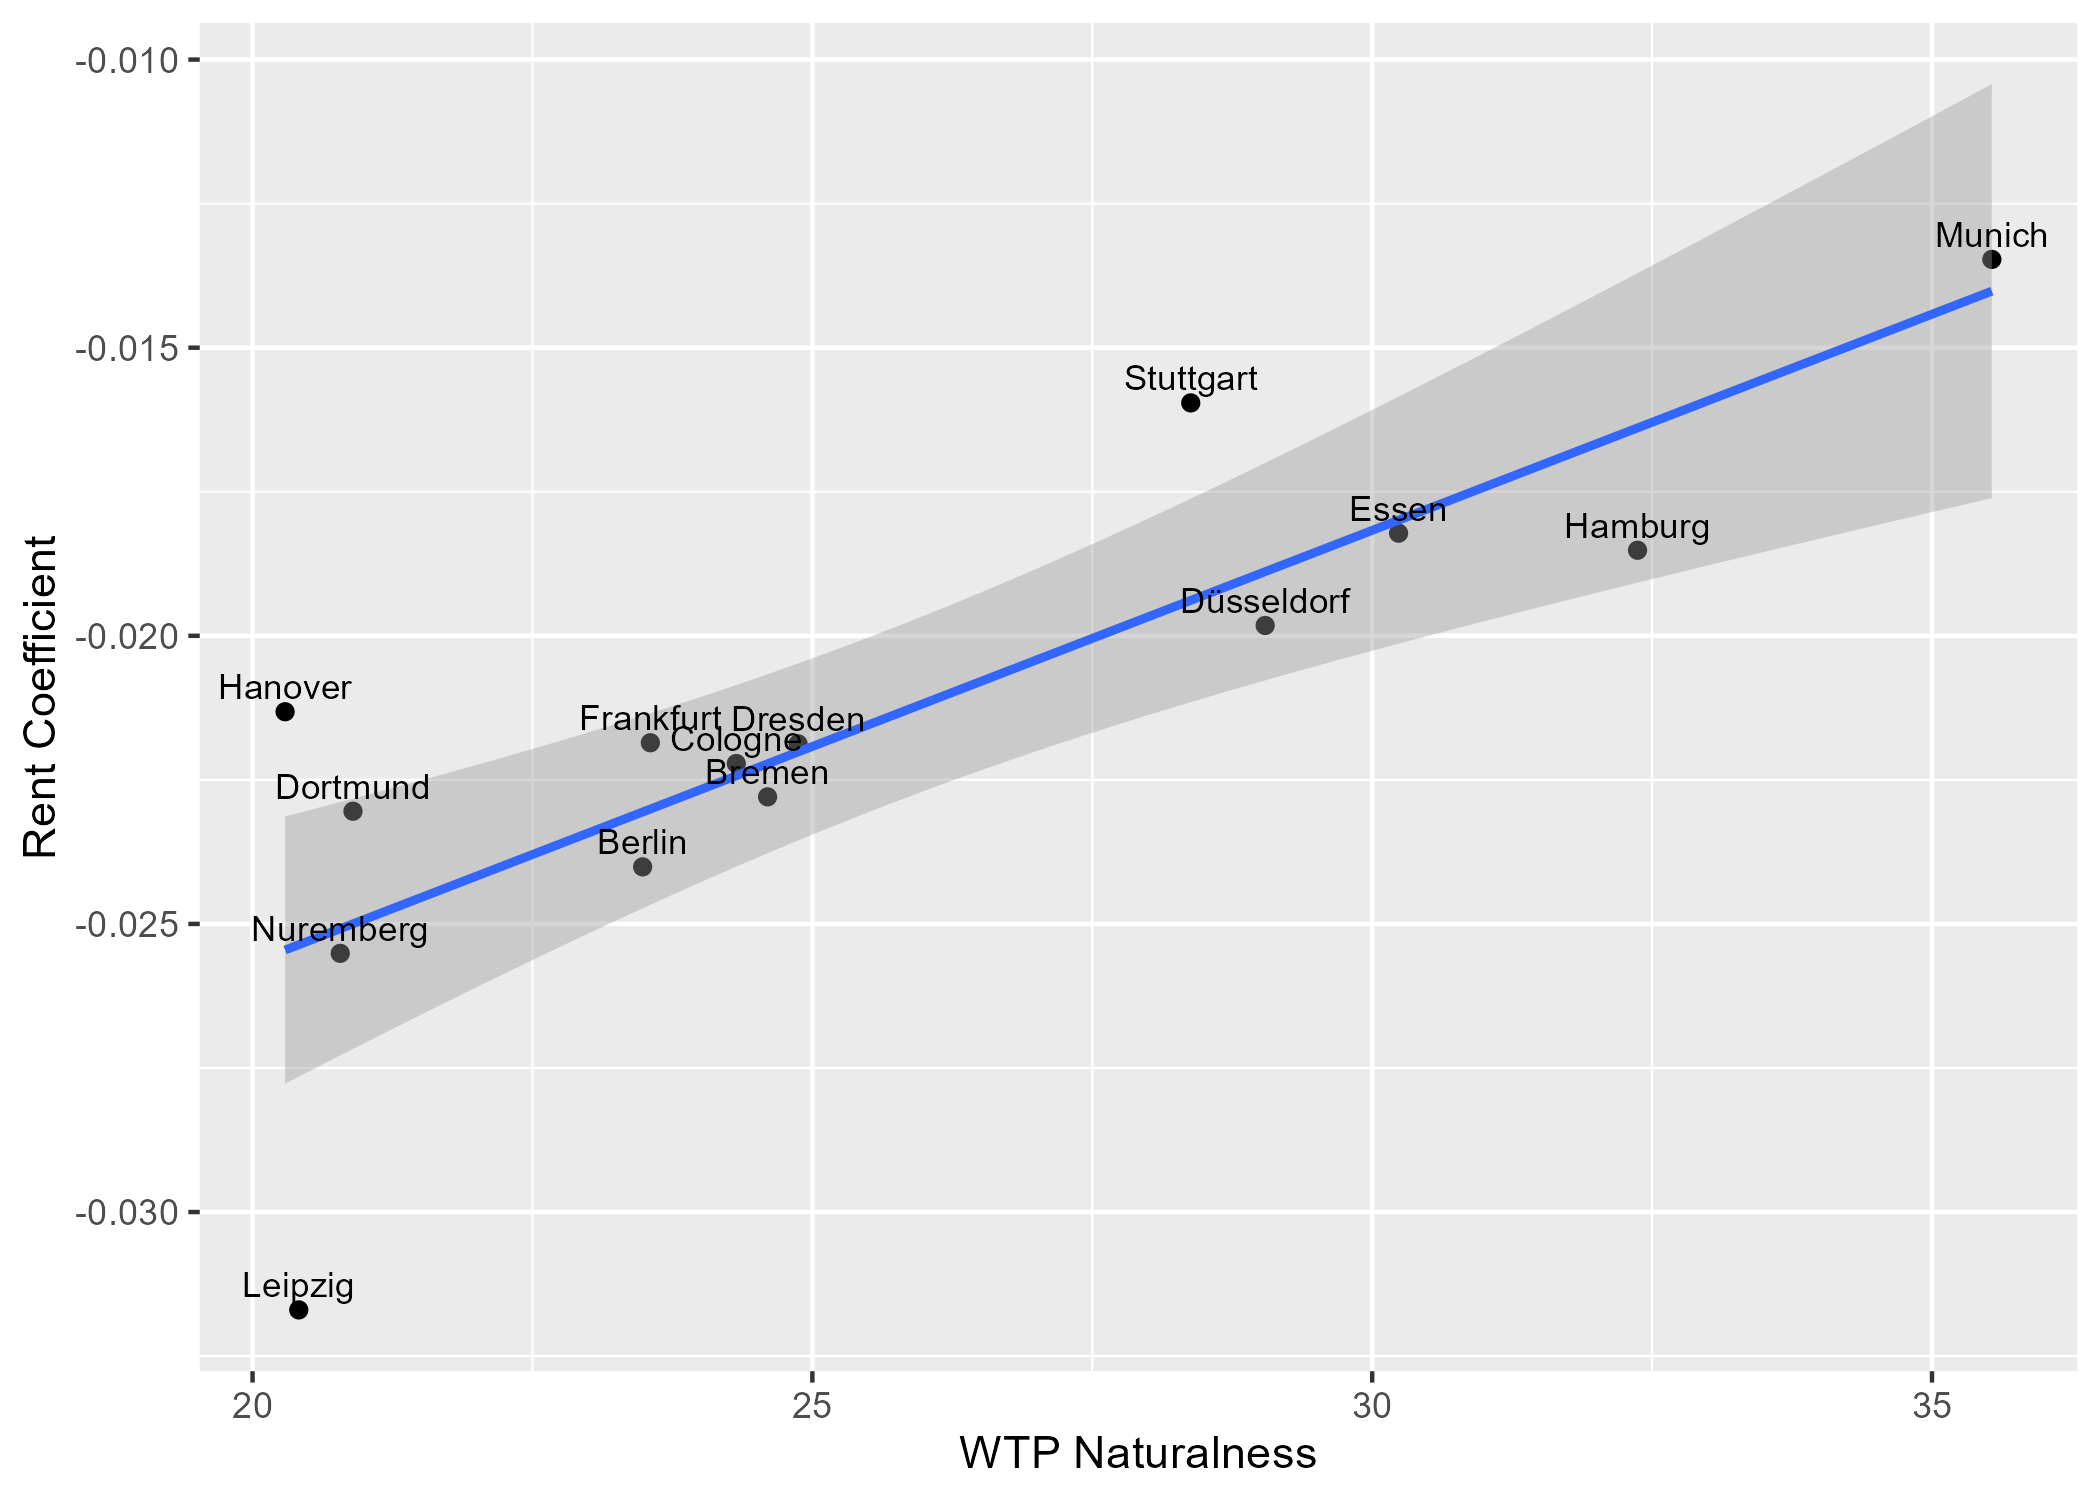 -0.010
Munich
-0.015
Stuttgart
Essen
Hamburg
Düsseldorf
-0.020
Hanover
Frankfurt
Dresden
Cologne
Bremen
Dortmund
Berlin
Nuremberg
-0.025
-0.030
Leipzig
Rent Coefficient
20
25
30
35
WTP Naturalness